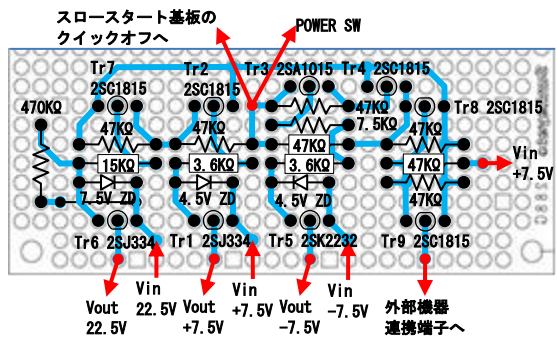 スロースタート基板の
クイックオフへ
POWER SW
Tr7
Tr2
Tr3
2SA1015
Tr4
2SC1815
2SC1815
2SC1815
470KΩ
47KΩ
7.5KΩ
Tr8 2SC1815
47KΩ
47KΩ
47KΩ
47KΩ
15KΩ
3.6KΩ
3.6KΩ
47KΩ
Vin
+7.5V
7.5V ZD
4.5V ZD
4.5V ZD
47KΩ
Tr6 2SJ334
Tr1 2SJ334
Tr5 2SK2232
Tr9 2SC1815
Vin
22.5V
Vin
+7.5V
Vin
-7.5V
Vout
22.5V
Vout
+7.5V
Vout
-7.5V
外部機器
連携端子へ